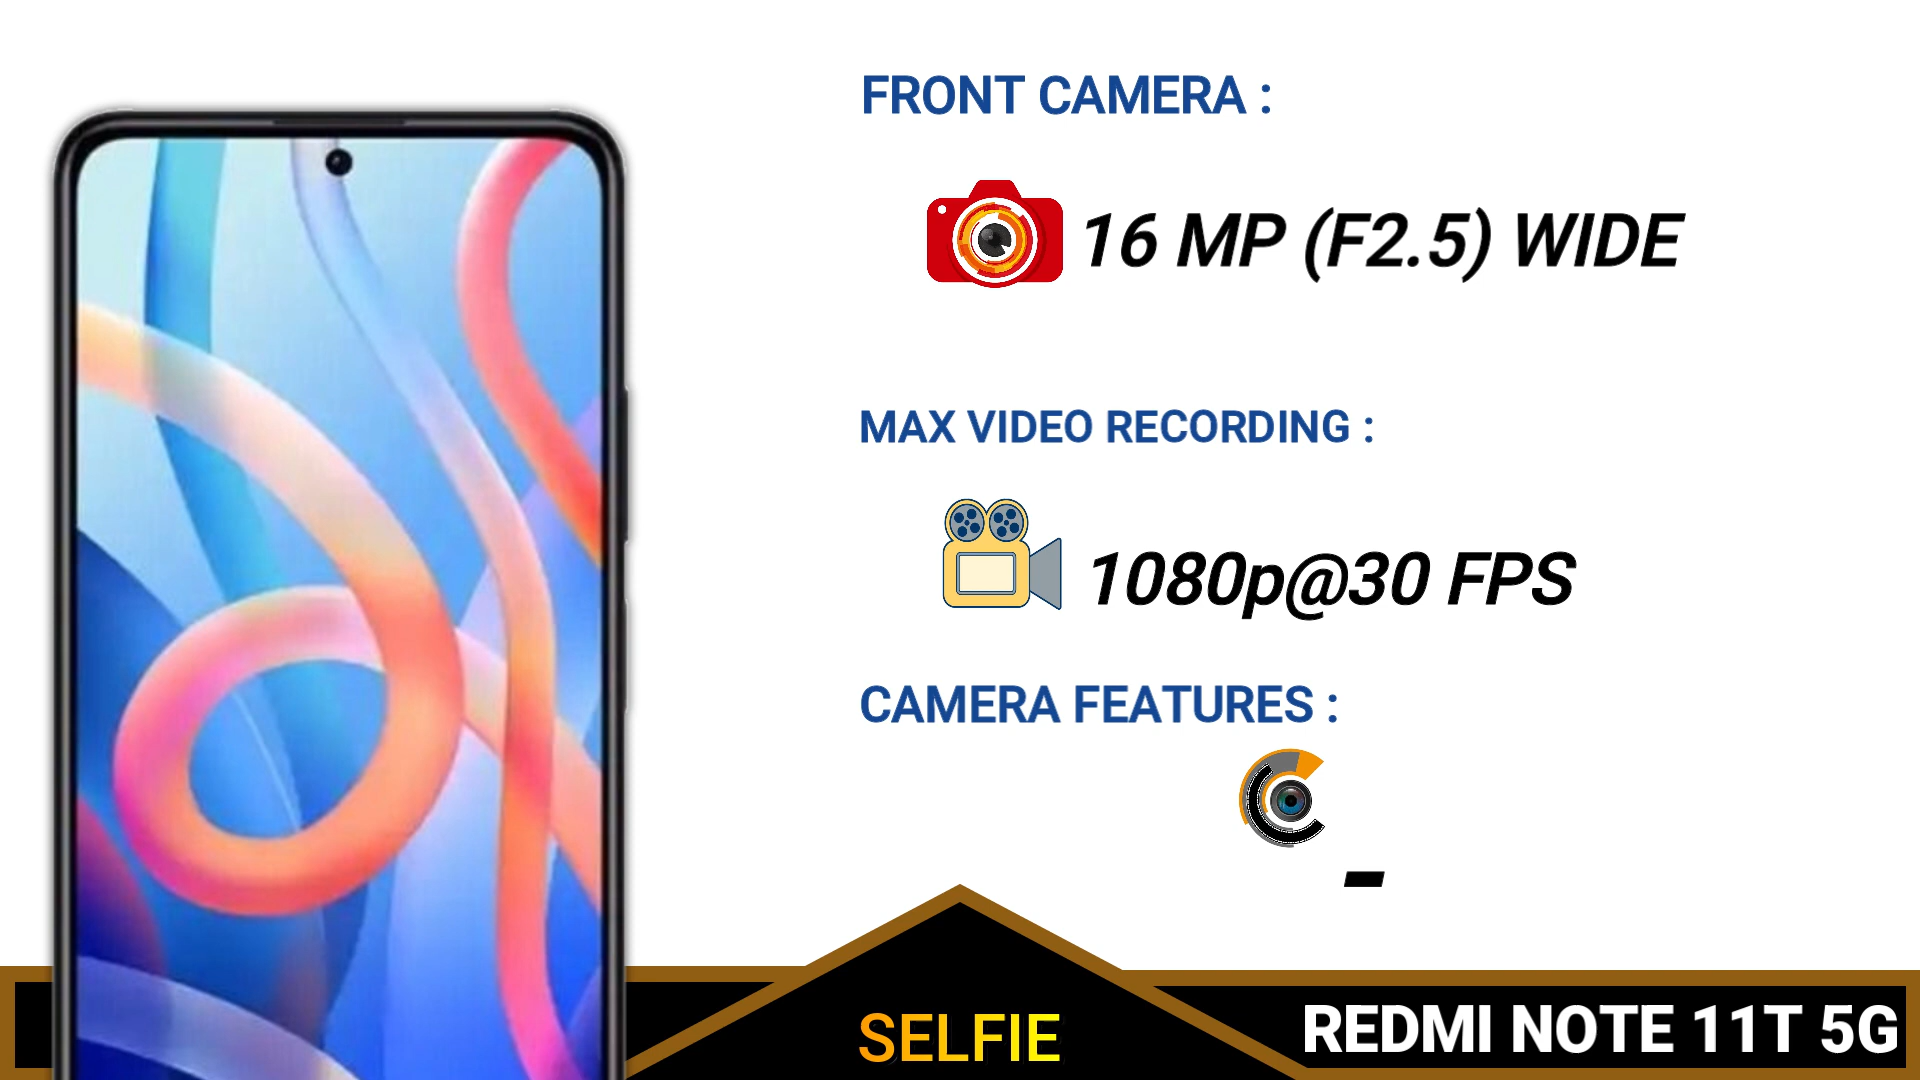 FRONT CAMERA :
16 MP (F2.5) WIDE
MAX VIDEO RECORDING :
1080p@30 FPS
CAMERA FEATURES :
-
SELFIE
REDMI NOTE 11T 5G